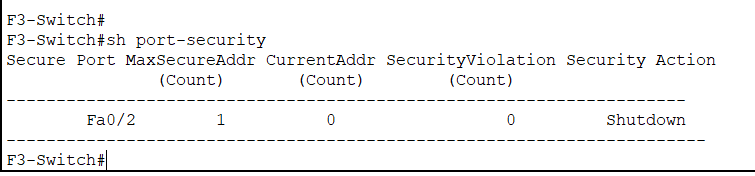 F3-Switch#
F3-Switch#sh port-security
Secure Port MaxSecureAddr CurrentAddr SecurityViolation Security Action
(Count) (Count) (Count)
--------------------------------------------------------------------
Fa0/2 1 0 0 Shutdown
----------------------------------------------------------------------
F3-Switch#